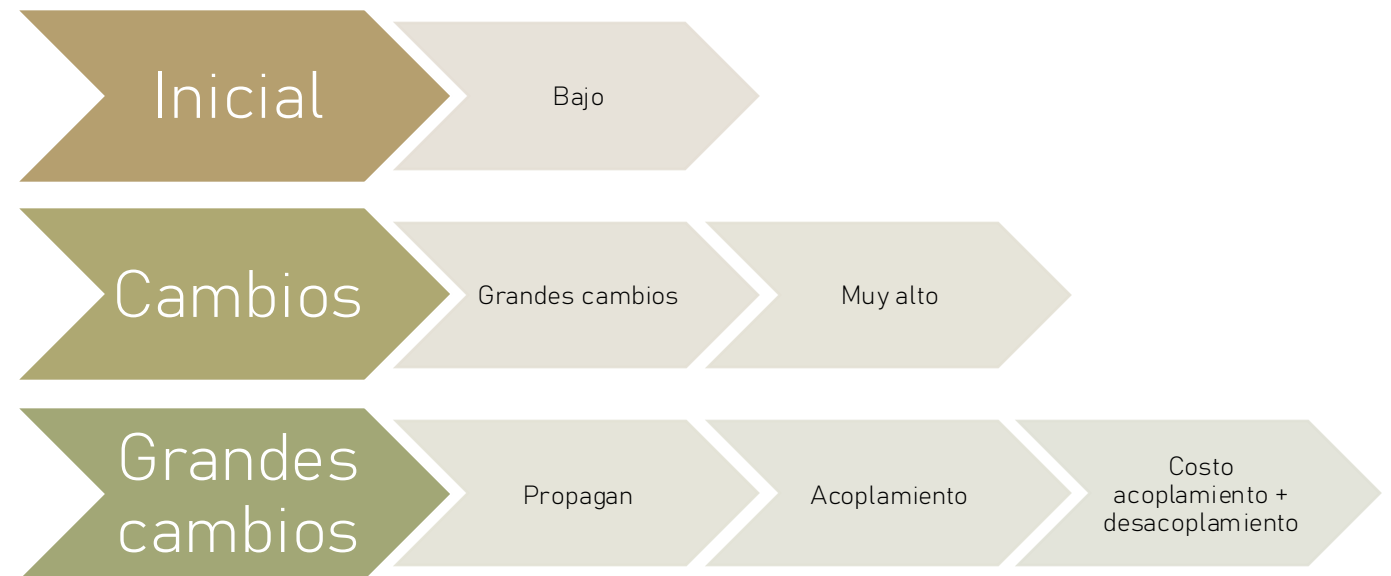 Inicial
Bajo
Cambios
Grandes cambios
Muy alto
Grandes
cambios
Propagan
Acoplamiento
Costo
acoplamiento +
desacoplamiento